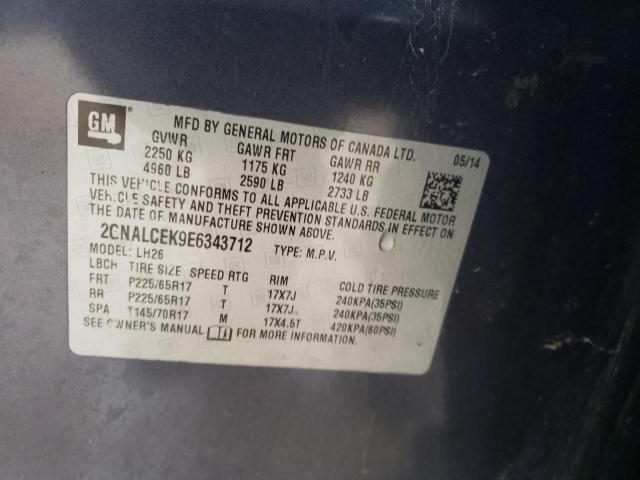 GM ®
MFD BY GENERAL MOTORS OF CANADA LTD.
05/14
GVWR GAWR FRT GAWR RR
2250 KG 1175 KG 1240 KG
4960 LB 2590 LB 2733 LB
THIS VEHICLE CONFORMS TO ALL APPLICABLE U.S. FEDERAL MOTOR
VEHICLE SAFETY AND THEFT PREVENTION STANDARDS IN EFFECT ON
THE DATE OF MANUFACTURE SHOWN ABOVE.
2CNALCEK9E6343712 TYPE: M.P.V.
MODEL: LH26
LBCH TIRE SIZE SPEED RTG RIM COLD TIRE PRESSURE
FRT P225/65R17 T 17X7J 240KPA(35PSI)
RR P225/65R17 T 17X7J 240KPA(35PSI)
SPA T145/70R17 M 17X4.5T 420KPA(60PSI)
SEE OWNER'S MANUAL FOR MORE INFORMATION.